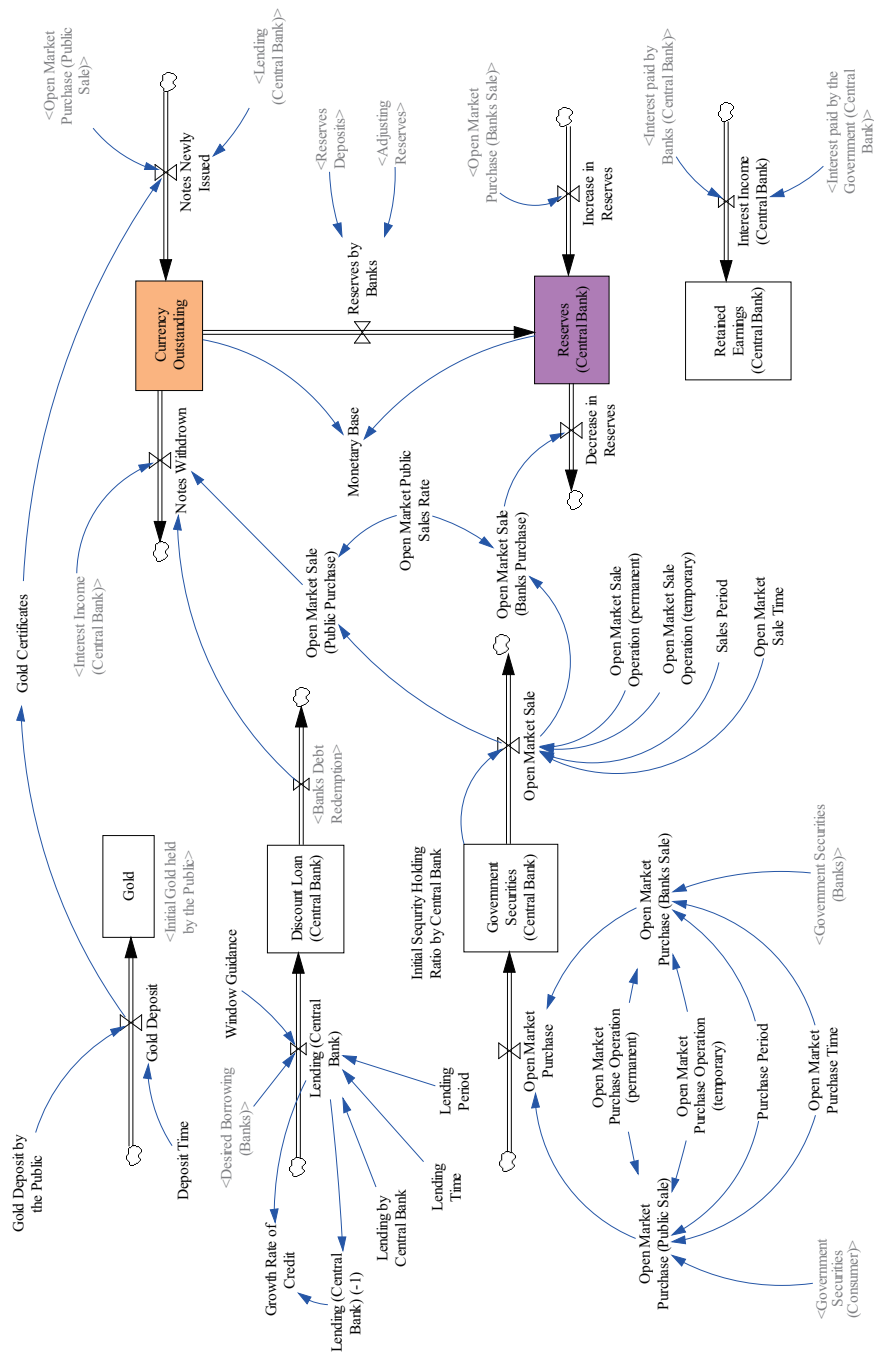 Gold Deposit by
the Public
Gold Certificates
<Open Market
Purchase (Public
Sale)>
Gold
<Initial Gold held
by the Public>
Gold Deposit
Deposit Time
<Interest Income
(Central Bank)>
Notes Withdrawn
Currency
Outstanding
Notes Newly
Issued
<Lending
(Central Bank)>
<Desired Borrowing
(Banks)>
Window Guidance
Growth Rate of
Credit
Lending (Central
Bank)
Discount Loan
(Central Bank)
<Banks Debt
Redemption>
Lending (Central
Bank) (-1)
Lending by
Central Bank
Lending
Time
Lending
Period
Open Market Sale
(Public Purchase)
Monetary Base
Reserves by
Banks
<Reserves
Deposits>
<Adjusting
Reserves>
Open Market Public
Sales Rate
Initial Sequrity Holding
Ratio by Central Bank
Government
Securities
(Central Bank)
Open Market Sale
Open Market
Purchase
Open Market Sale
(Banks Purchase)
Decrease in
Reserves
Reserves
(Central Bank)
Increase in
Reserves
<Open Market
Purchase (Banks Sale)>
Open Market
Purchase Operation
(permanent)
Open Market Sale
Operation (permanent)
Open Market
Purchase (Public Sale)
Open Market
Purchase (Banks Sale)
Open Market
Purchase Operation
(temporary)
Open Market Sale
Operation (temporary)
Purchase Period
Sales Period
Open Market
Purchase Time
Open Market
Sale Time
<Government
Securities
(Consumer)>
<Government Securities
(Banks)>
Retained
Earnings
(Central Bank)
Interest Income
(Central Bank)
<Interest paid by
Banks (Central Bank)>
<Interest paid by the
Government (Central
Bank)>